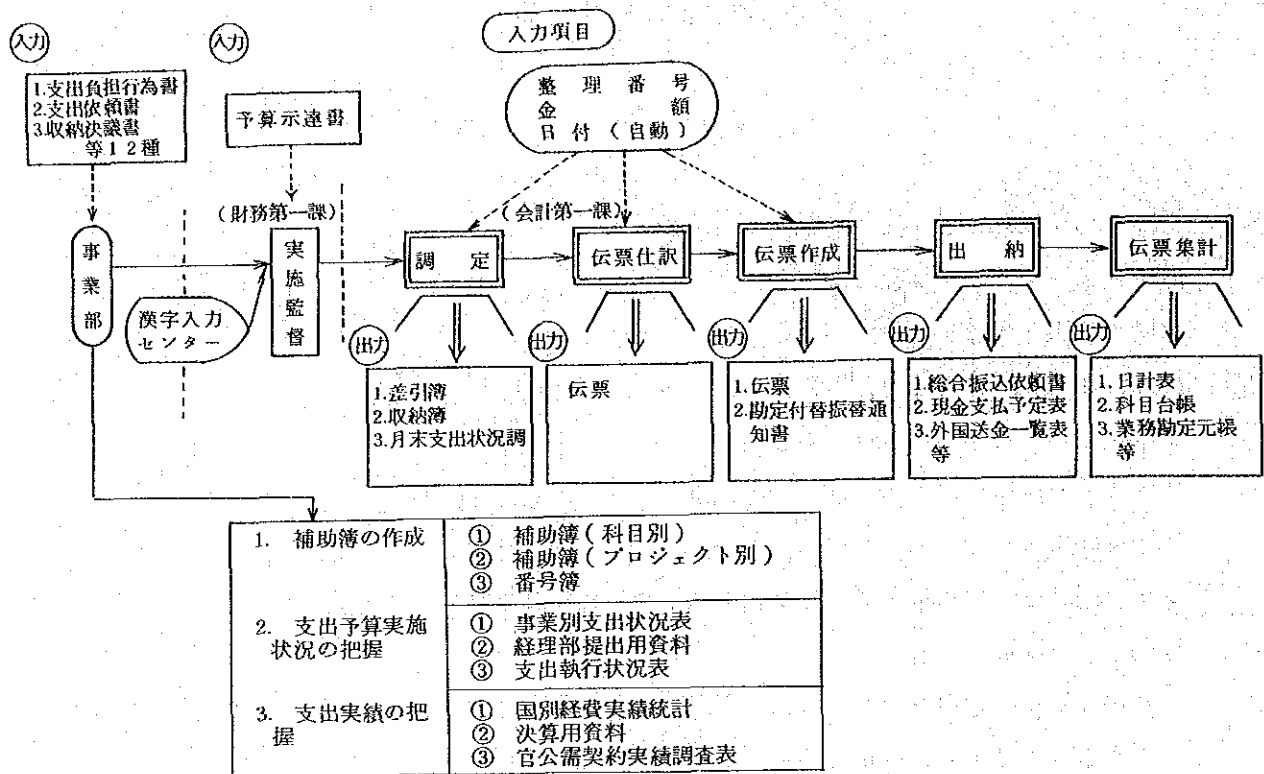 入力
入力
入力項目
1.支出負担行為書
2.支出依頼書
3.収納決議書
等12種
予算示達書
整理番号
金額
日付(自動)
(財務第一課)
(会計第一課)
事業部
漢字入力
センター
実施監督
調定
伝票仕訳
伝票作成
出納
伝票集計
出力
出力
出力
出力
出力
1.差引簿
2.収納簿
3.月末支出状況調
伝票
1.伝票
2.勘定付替振替通
知書
1.総合振込依頼書
2.現金支払予定表
3.外国送金一覧表
等
1.日計表
2.科目台帳
3.業務勘定元帳
等
1. 補助簿の作成
① 補助簿(科目別)
② 補助簿(プロジェクト別)
③ 番号簿
2. 支出予算実施
状況の把握
① 事業別支出状況表
② 経理部提出用資料
③ 支出執行状況表
3. 支出実績の把
握
① 国別経費実績統計
② 決算用資料
③ 官公需契約実績調査表